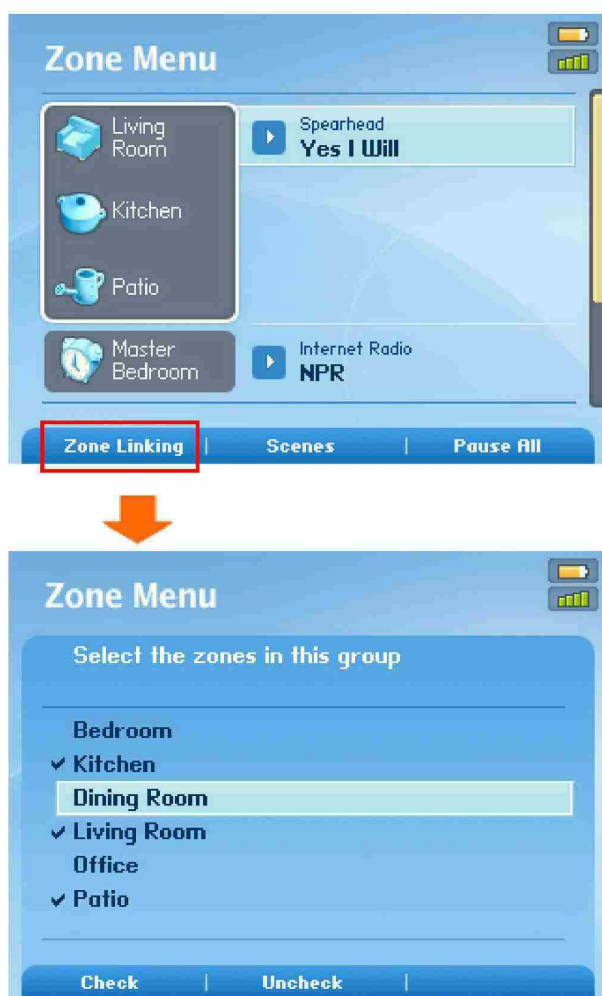 Zone Menu
Living
Room
Spearhead
Yes I Will
Kitchen
Patio
Master
Bedroom
Internet Radio
NPR
Zone Linking | Scenes | Pause All
Zone Menu
Select the zones in this group
Bedroom
✓ Kitchen
Dining Room
✓ Living Room
Office
✓ Patio
Check | Uncheck |